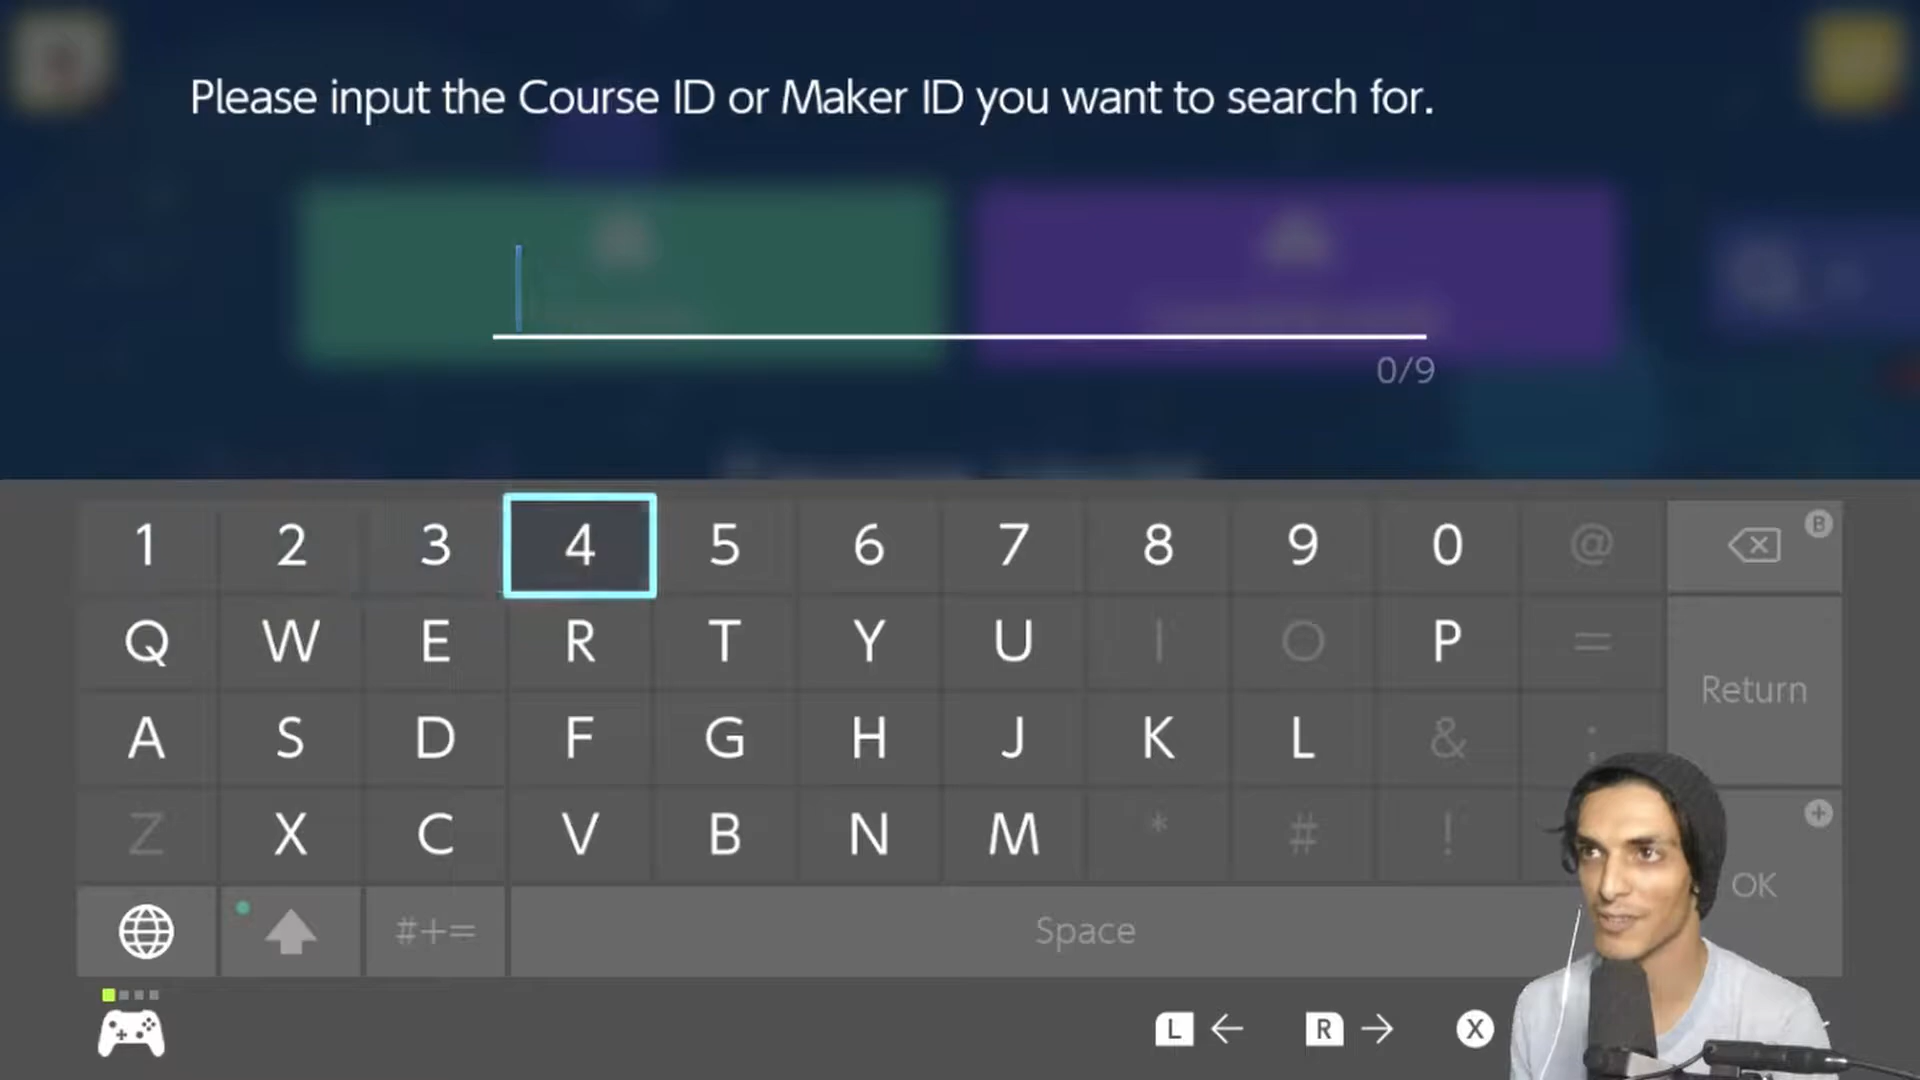 Please input the Course ID or Maker ID you want to search for.
0/9
1 2 3 4 5 6 7 8 9 0 @ B
Q W E R T Y U I O P =
Return
A S D F G H J K L & :
Z X C V B N M * # ! +
OK
#+= Space
L ← R → X